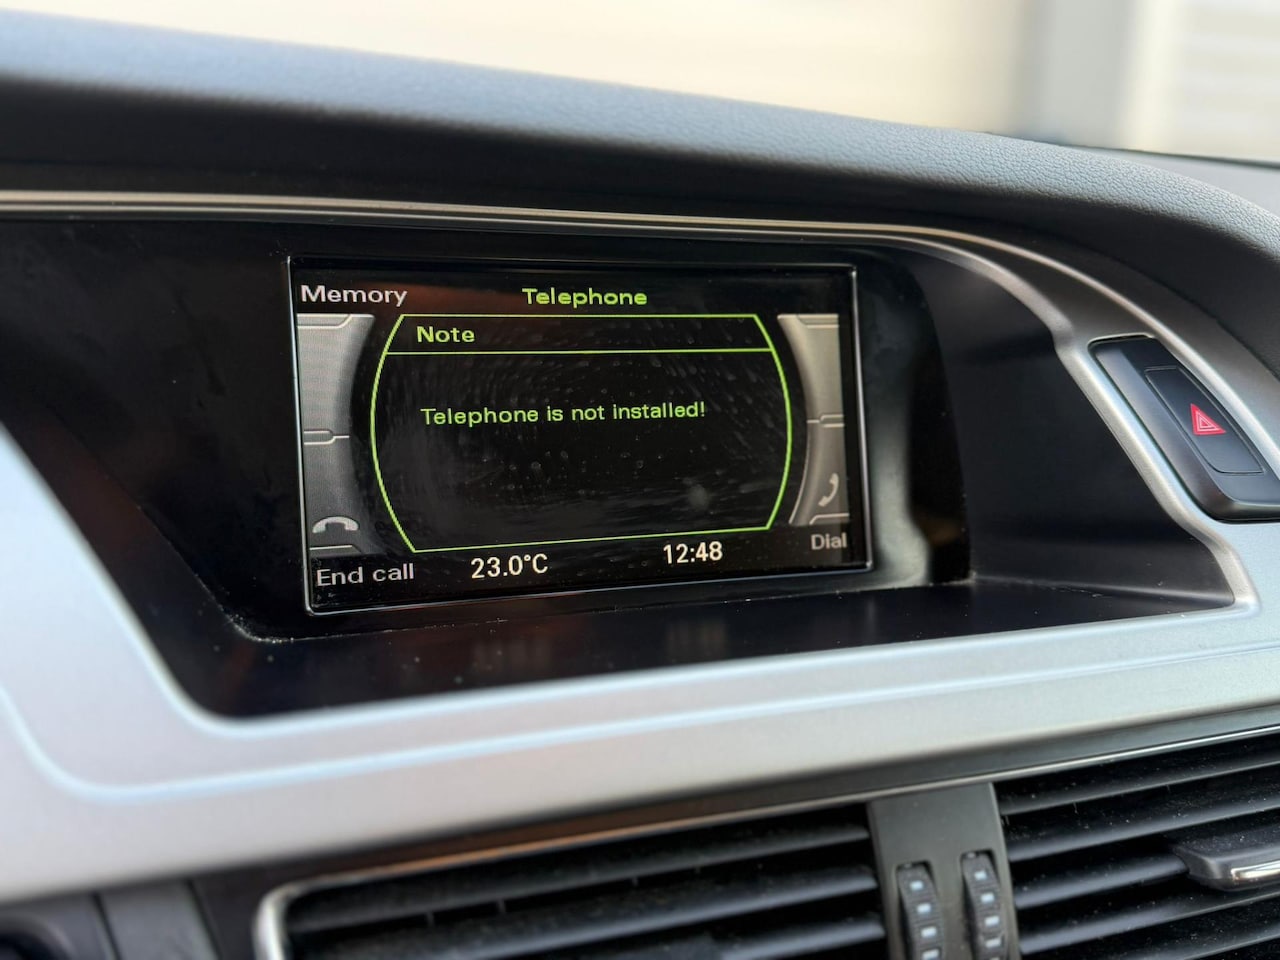 Memory
Telephone
Note
Telephone is not installed!
End call
23.0°C
12:48
Dial